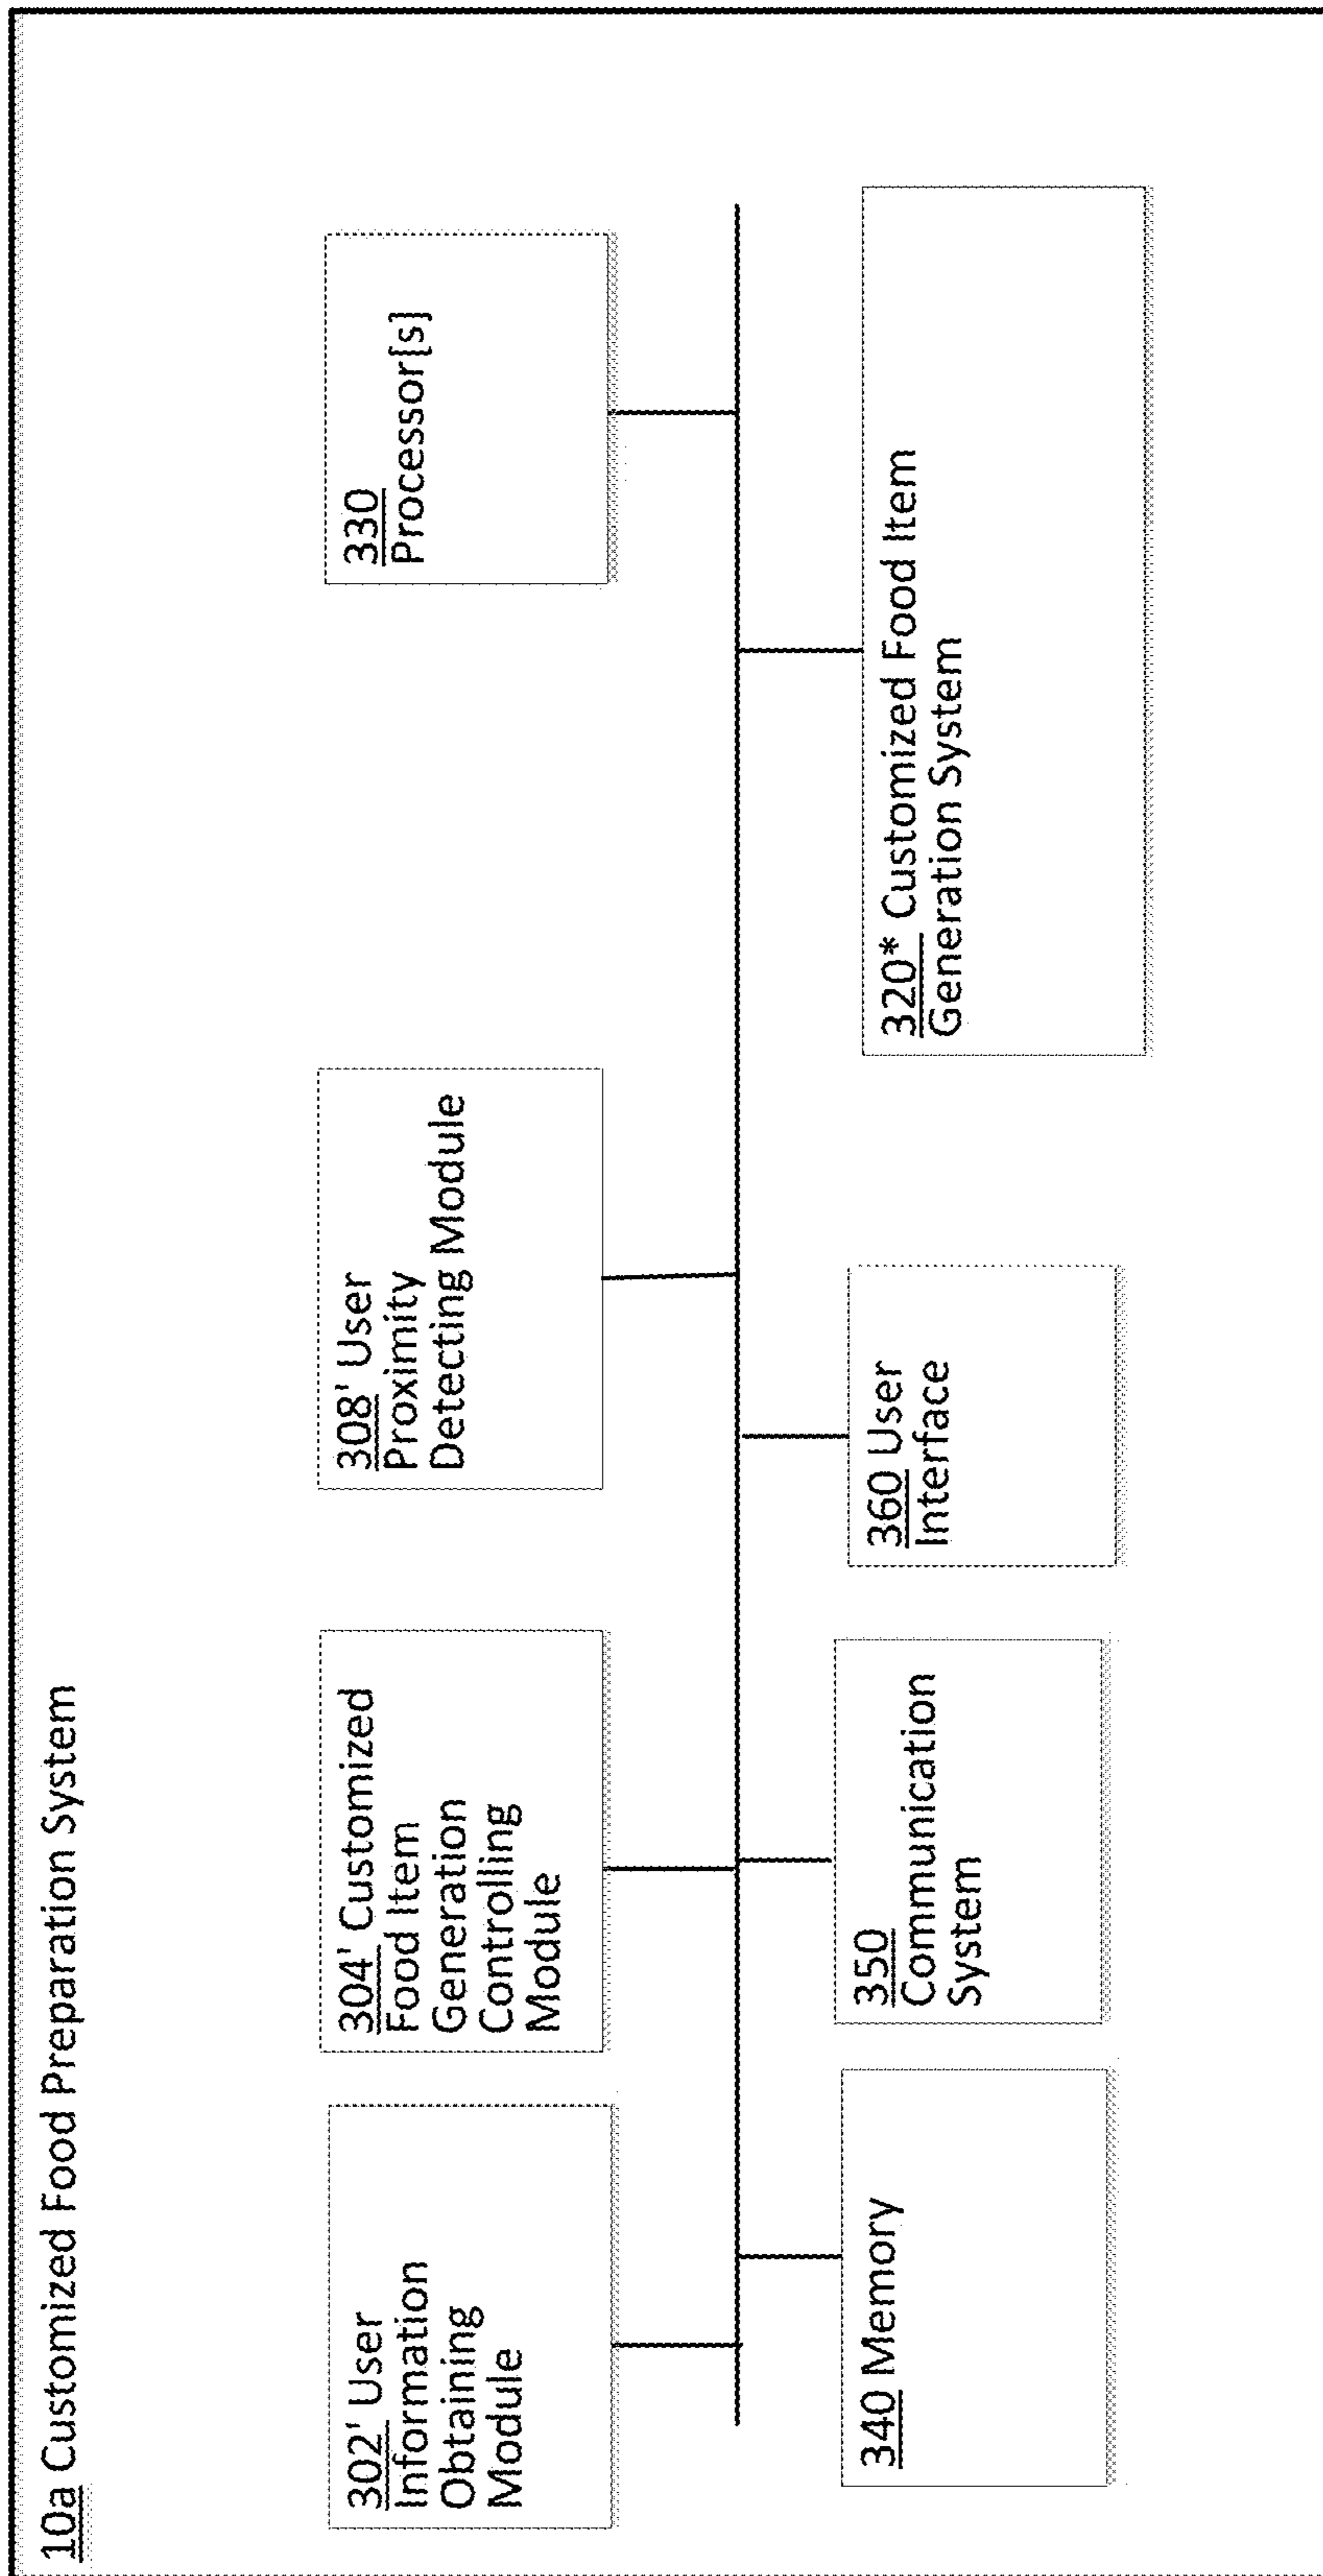 10a Customized Food Preparation System
302' User
Information
Obtaining
Module
304' Customized
Food Item
Generation
Controlling
Module
308' User
Proximity
Detecting Module
330
Processor[s]
340 Memory
350
Communication
System
360 User
Interface
320* Customized Food Item
Generation System